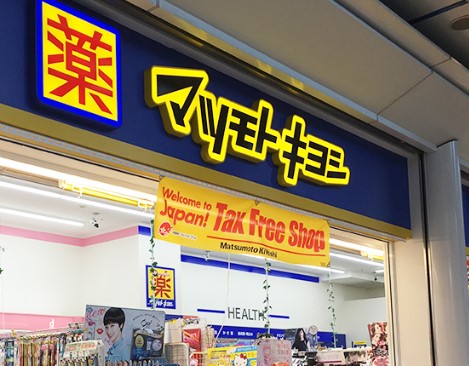 薬
マツモトキヨシ
Welcome to
Japan! Tax Free Shop
Matsumoto Kiyoshi
薬
HEALTH